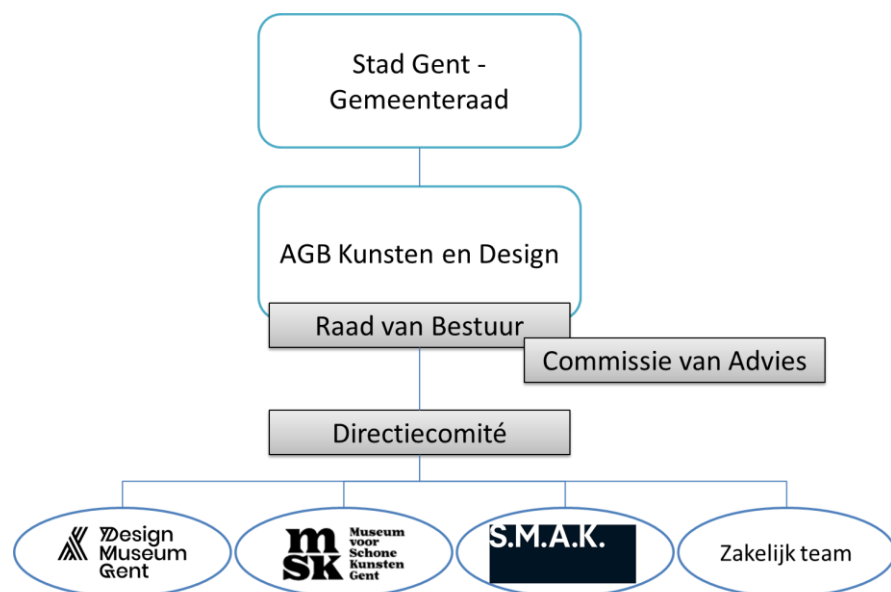 Stad Gent -
Gemeenteraad
AGB Kunsten en Design
Raad van Bestuur
Commissie van Advies
Directiecomité
Design
Museum
Gent
msk
Museum
voor
Schone
Kunsten
Gent
S.M.A.K.
Zakelijk team